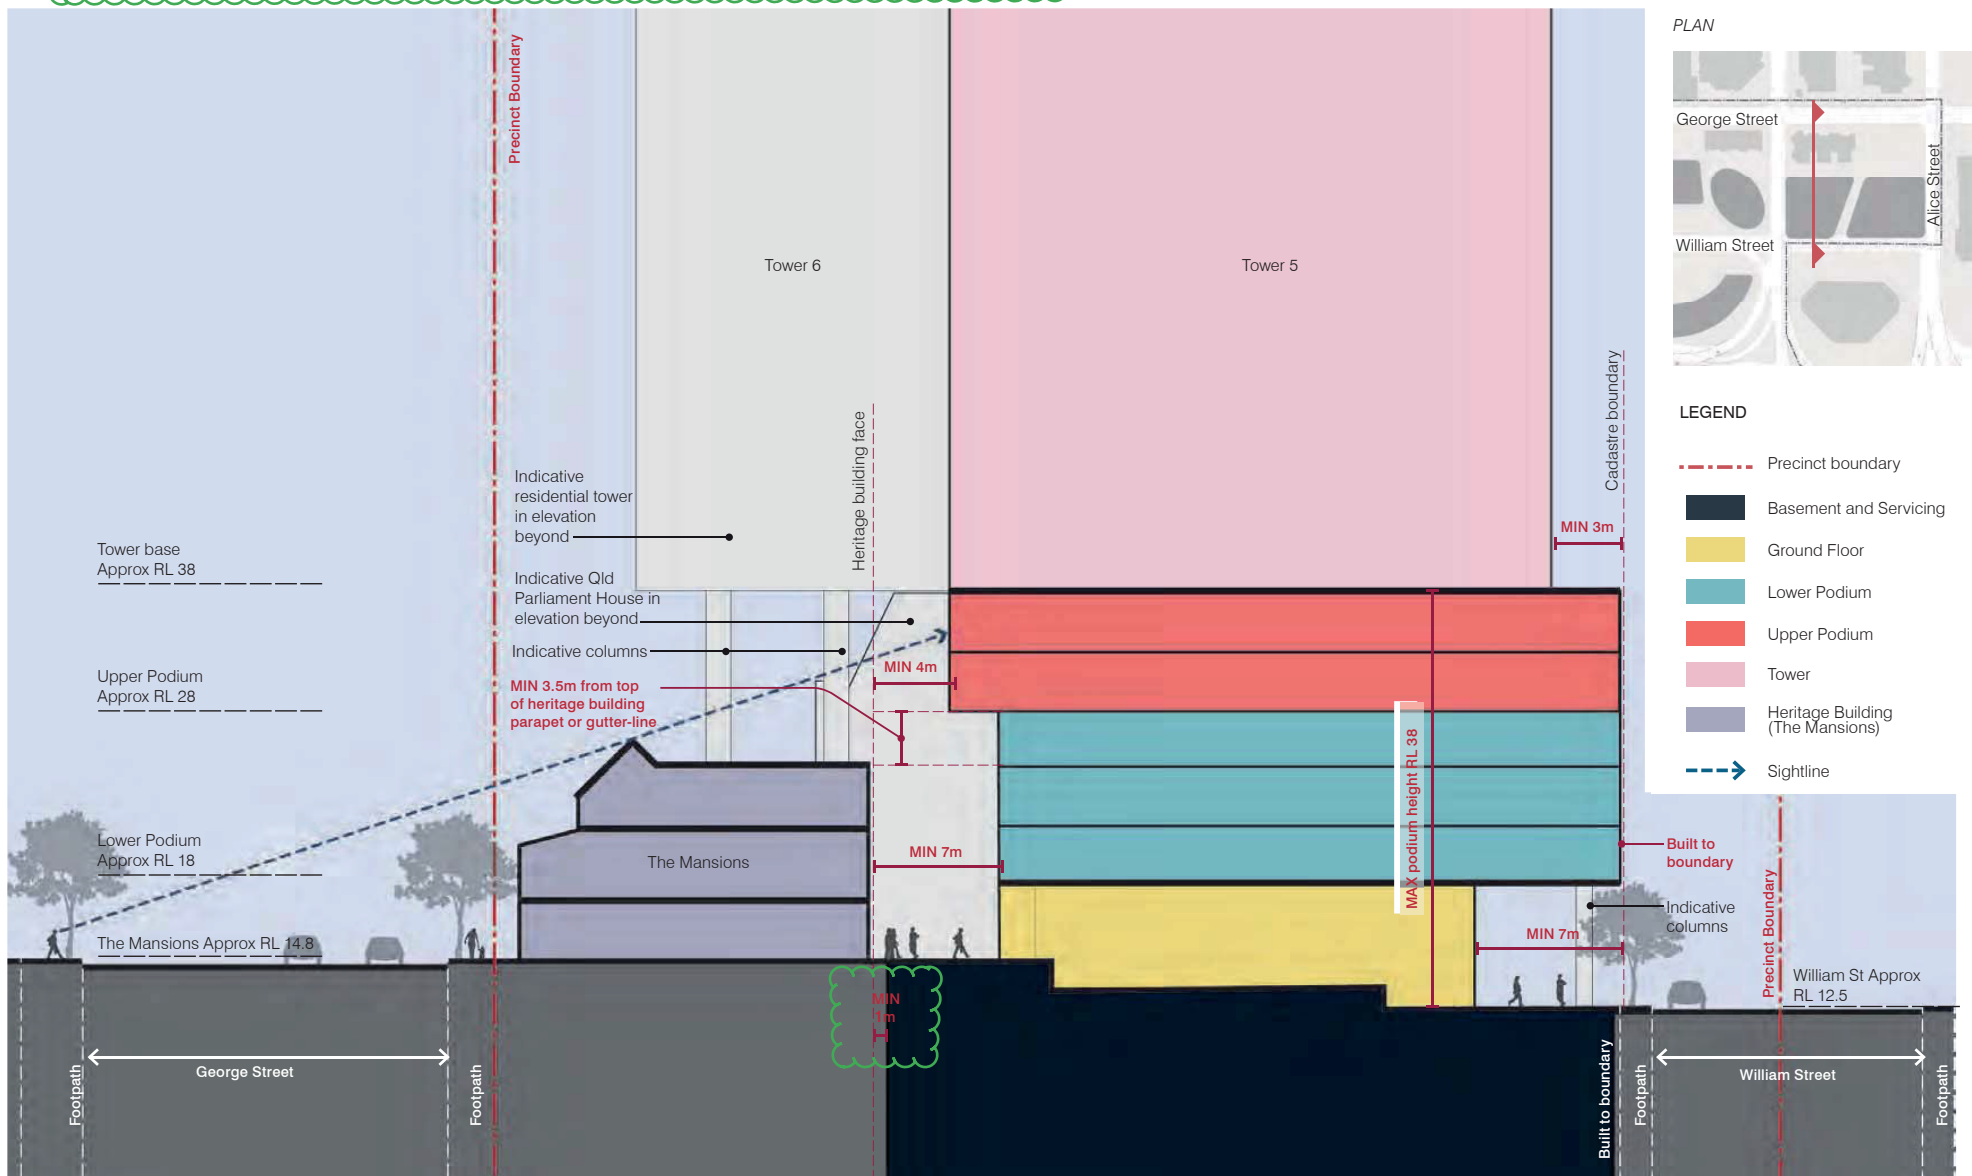 PLAN
George Street
Alice Street
William Street
Precinct Boundary
Tower 6
Tower 5
Heritage building face
Cadastre boundary
Indicative
residential tower
in elevation
beyond
MIN 3m
Tower base
Approx RL 38
Indicative Qld
Parliament House in
elevation beyond
Indicative columns
MIN 4m
Upper Podium
Approx RL 28
MIN 3.5m from top
of heritage building
parapet or gutter-line
MAX podium height RL 38
Lower Podium
Approx RL 18
The Mansions
MIN 7m
Built to
boundary
Indicative
columns
Precinct Boundary
MIN 7m
The Mansions Approx RL 14.8
William St Approx
RL 12.5
MIN
1m
Footpath
George Street
Footpath
Built to boundary
Footpath
William Street
Footpath
LEGEND
Precinct boundary
Basement and Servicing
Ground Floor
Lower Podium
Upper Podium
Tower
Heritage Building
(The Mansions)
Sightline